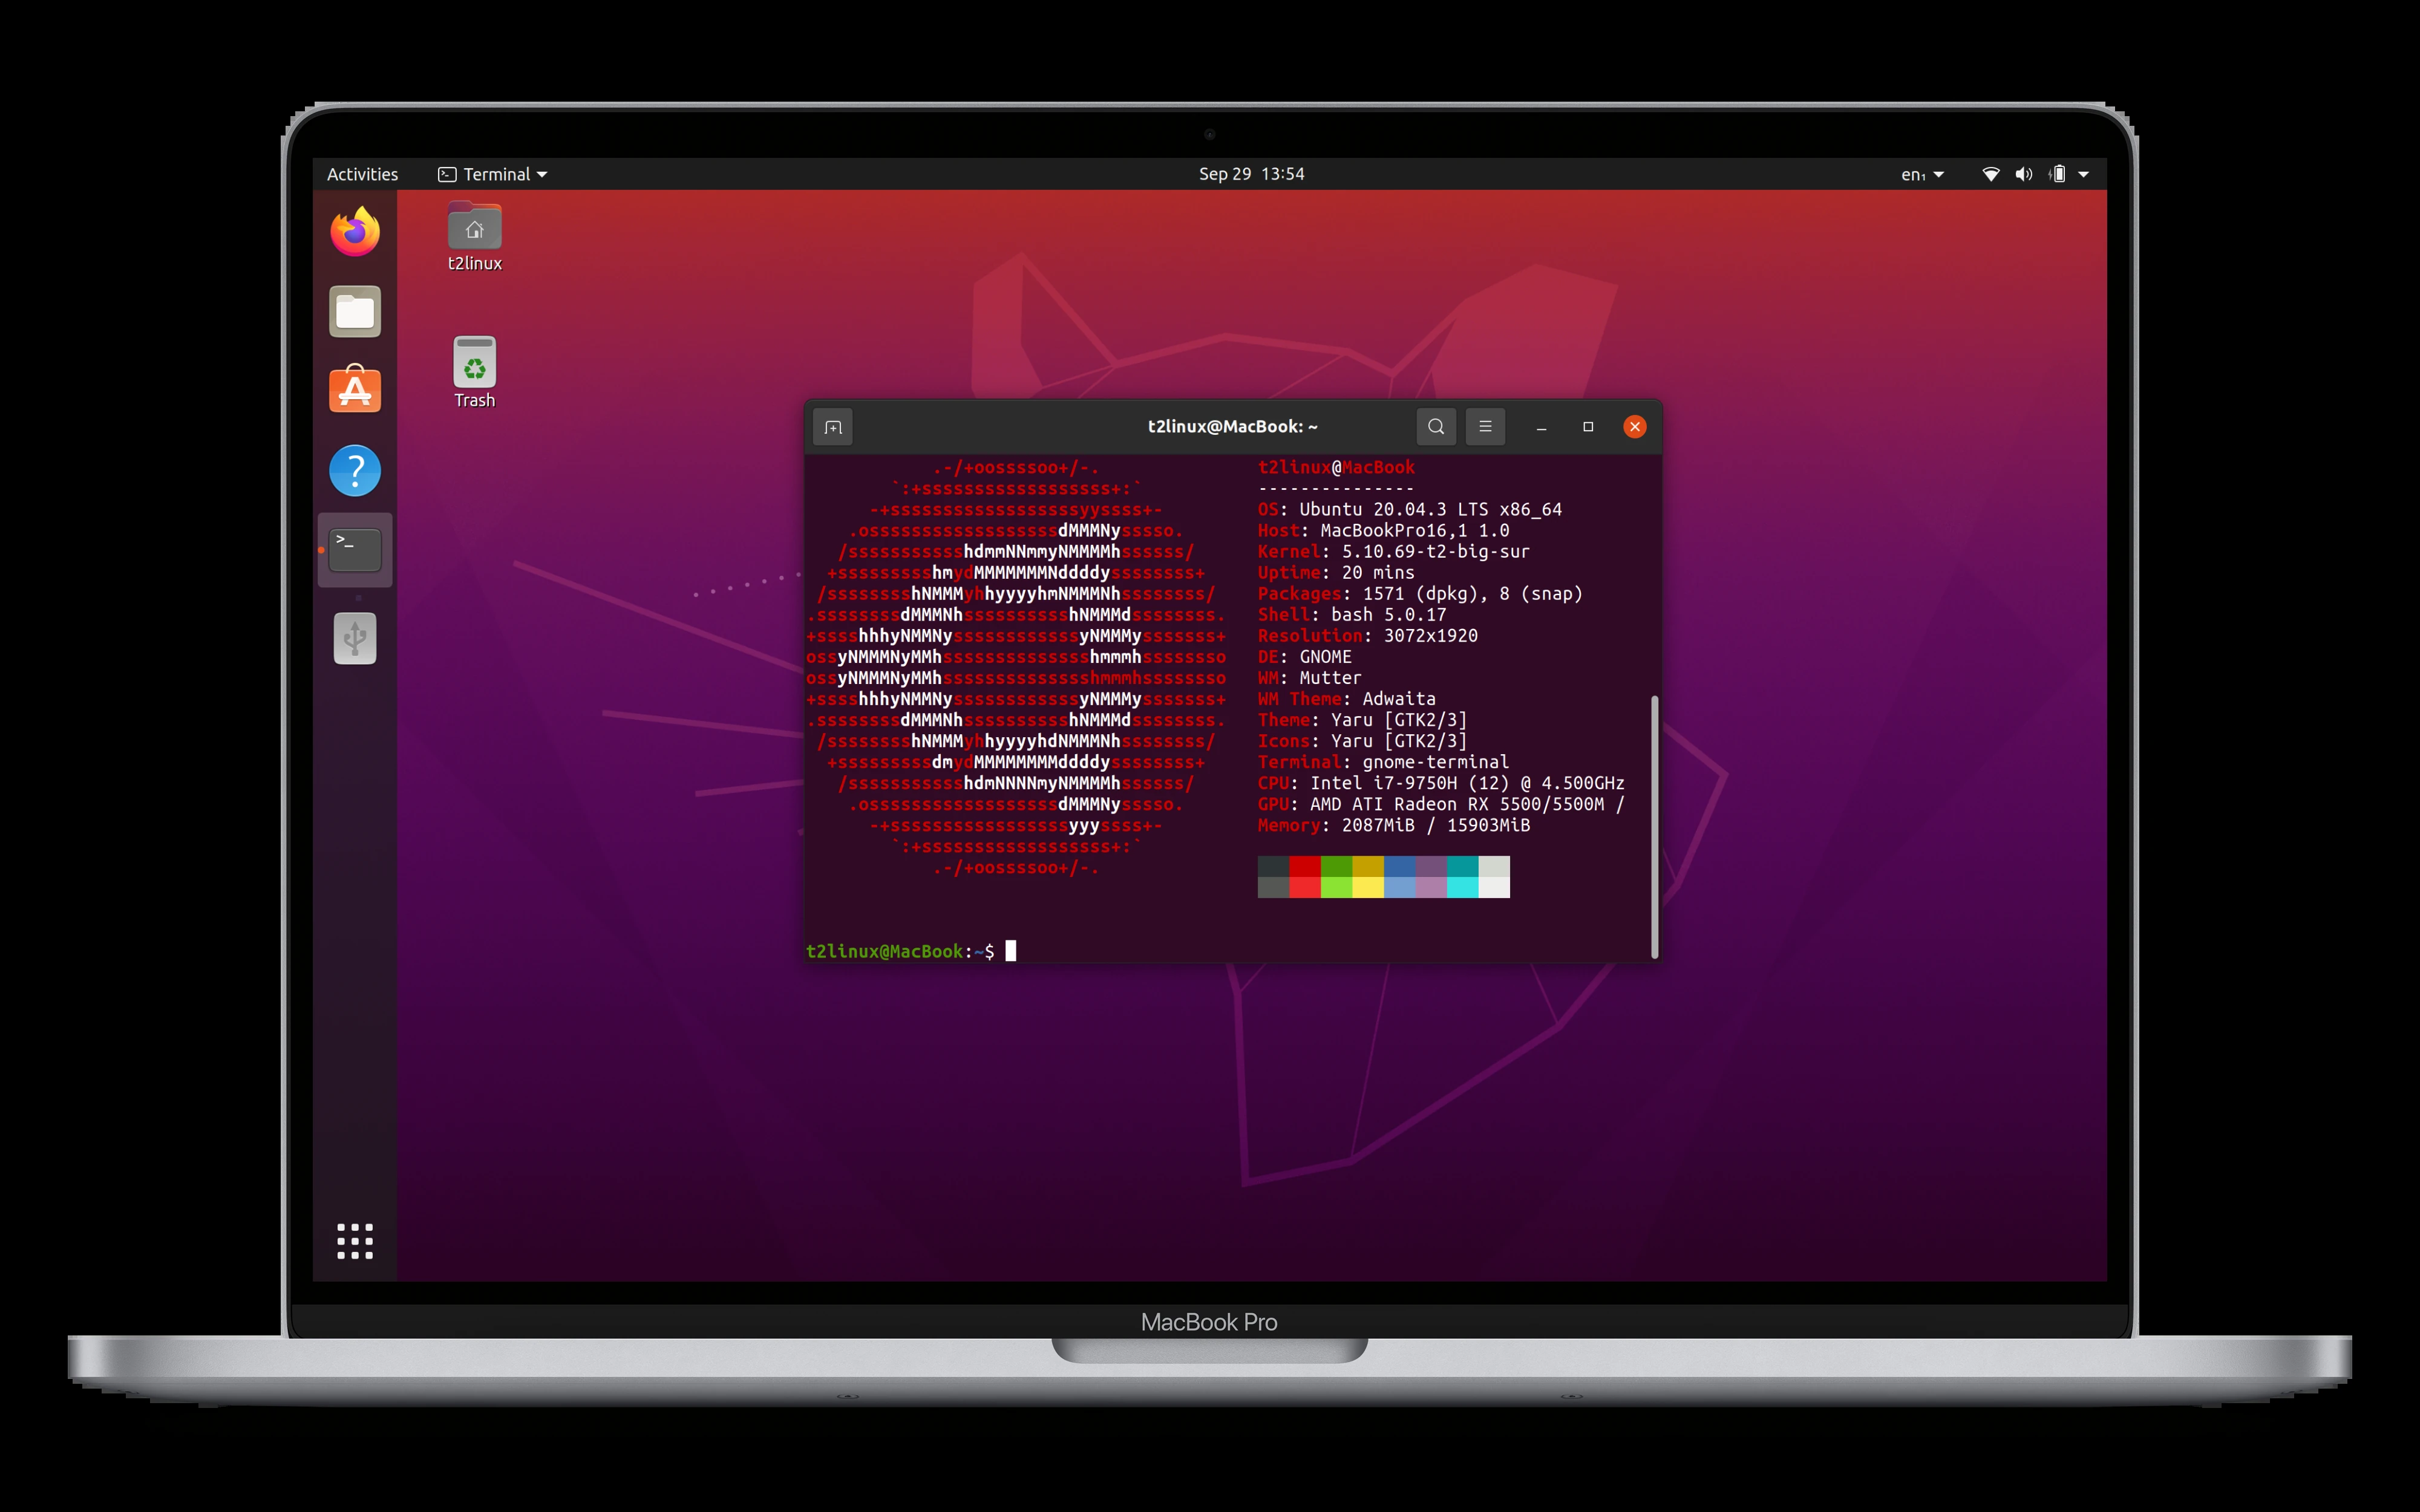 Activities Terminal Sep 29 13:54 en₁
t2linux
Trash
t2linux@MacBook: ~
.-/+oossssoo+/-.
`:+ssssssssssssssssss+:`
-+ssssssssssssssssssyyssss+-
.ossssssssssssssssssdMMMNysssso.
/ssssssssssshdmmNNmmyNMMMMhssssss/
+ssssssssshmydMMMMMMMNddddyssssssss+
/sssssssshNMMMyhhyyyyhmNMMMNhssssssss/
.ssssssssdMMMNhsssssssssshNMMMdssssssss.
+sssshhhyNMMNyssssssssssssyNMMMysssssss+
ossyNMMMNyMMhsssssssssssssshmmmhssssssso
ossyNMMMNyMMhsssssssssssssshmmmhssssssso
+sssshhhyNMMNyssssssssssssyNMMMysssssss+
.ssssssssdMMMNhsssssssssshNMMMdssssssss.
/sssssssshNMMMyhhyyyyhdNMMMNhssssssss/
+sssssssssdmydMMMMMMMMddddyssssssss+
/ssssssssssshdmNNNNmyNMMMMhssssss/
.ossssssssssssssssssdMMMNysssso.
-+sssssssssssssssssyyyssss+-
`:+ssssssssssssssssss+:`
.-/+oossssoo+/-.
t2linux@MacBook
---------------
OS: Ubuntu 20.04.3 LTS x86_64
Host: MacBookPro16,1 1.0
Kernel: 5.10.69-t2-big-sur
Uptime: 20 mins
Packages: 1571 (dpkg), 8 (snap)
Shell: bash 5.0.17
Resolution: 3072x1920
DE: GNOME
WM: Mutter
WM Theme: Adwaita
Theme: Yaru [GTK2/3]
Icons: Yaru [GTK2/3]
Terminal: gnome-terminal
CPU: Intel i7-9750H (12) @ 4.500GHz
GPU: AMD ATI Radeon RX 5500/5500M /
Memory: 2087MiB / 15903MiB
t2linux@MacBook:~$
MacBook Pro